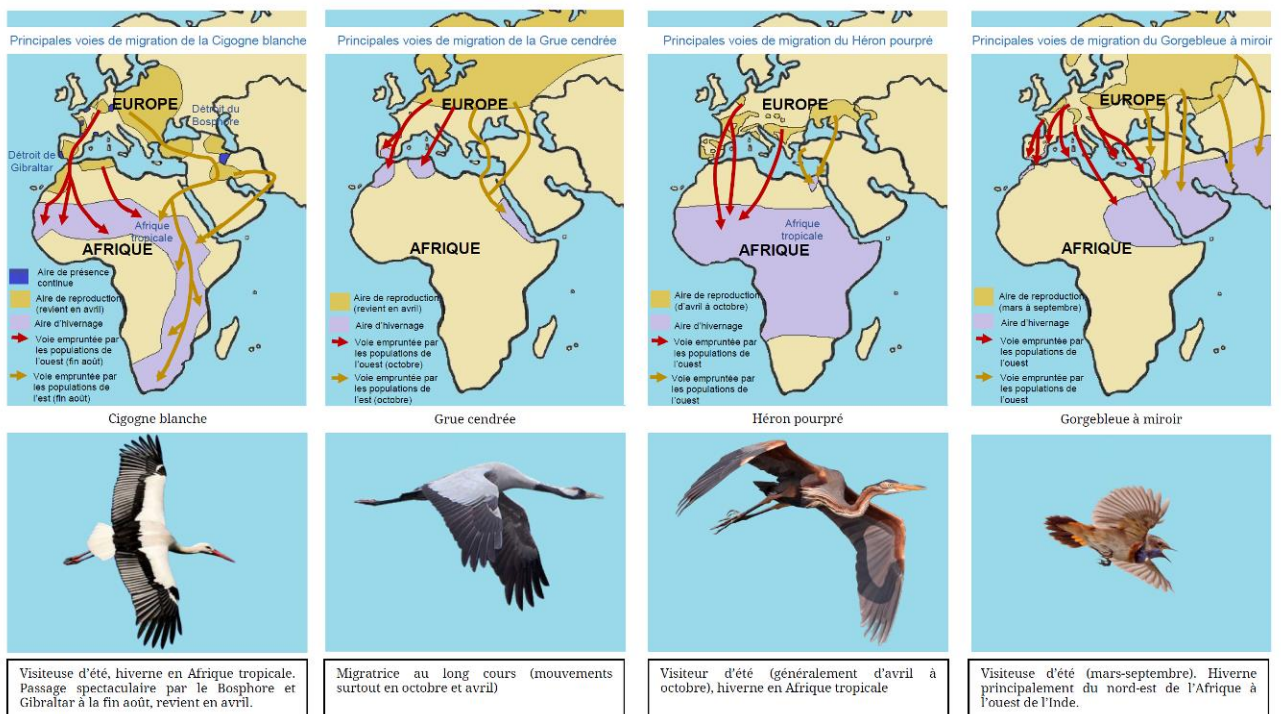 Principales voies de migration de la Cigogne blanche
EUROPE
Détroit du
Bosphore
Détroit de
Gibraltar
Afrique
tropicale
AFRIQUE
Aire de présence
continue
Aire de reproduction
(revient en avril)
Aire d'hivernage
Voie empruntée par
les populations de
l'ouest (fin août)
Voie empruntée par
les populations de
l'est (fin août)
Cigogne blanche
Visiteuse d'été, hiverne en Afrique tropicale.
Passage spectaculaire par le Bosphore et
Gibraltar à la fin août, revient en avril.
Principales voies de migration de la Grue cendrée
EUROPE
AFRIQUE
Aire de reproduction
(revient en avril)
Aire d'hivernage
Voie empruntée par
les populations de
l'ouest (octobre)
Voie empruntée par
les populations de
l'est (octobre)
Grue cendrée
Migratrice au long cours (mouvements
surtout en octobre et avril)
Principales voies de migration du Héron pourpré
EUROPE
Afrique
tropicale
AFRIQUE
Aire de reproduction
(d'avril à octobre)
Aire d'hivernage
Voie empruntée par
les populations de
l'ouest
Voie empruntée par
les populations de
l'ouest
Héron pourpré
Visiteur d'été (généralement d'avril à
octobre), hiverne en Afrique tropicale
Principales voies de migration du Gorgebleue à miroir
EUROPE
AFRIQUE
Aire de reproduction
(mars à septembre)
Aire d'hivernage
Voie empruntée par
les populations de
l'ouest
Voie empruntée par
les populations de
l'ouest
Gorgebleue à miroir
Visiteuse d'été (mars-septembre). Hiverne
principalement du nord-est de l'Afrique à
l'ouest de l'Inde.